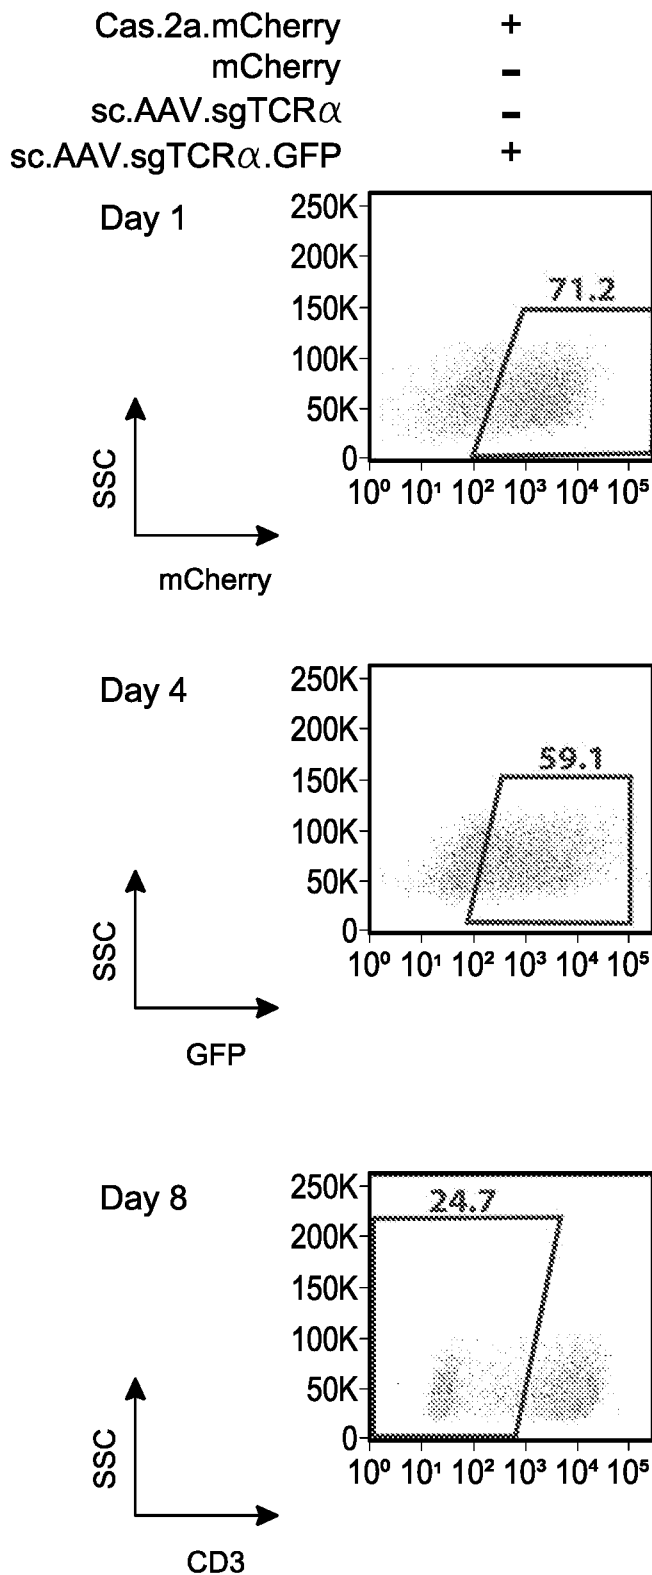 Cas.2a.mCherry +
mCherry -
sc.AAV.sgTCRα -
sc.AAV.sgTCRα.GFP +
Day 1
250K
200K
150K
100K
50K
0
71.2
10⁰ 10¹ 10² 10³ 10⁴ 10⁵
SSC
mCherry
Day 4
250K
200K
150K
100K
50K
0
59.1
10⁰ 10¹ 10² 10³ 10⁴ 10⁵
SSC
GFP
Day 8
250K
200K
150K
100K
50K
0
24.7
10⁰ 10¹ 10² 10³ 10⁴ 10⁵
SSC
CD3